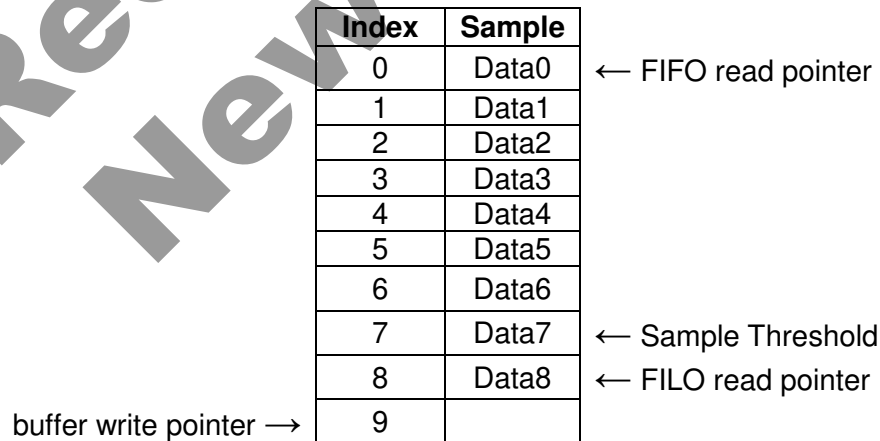 Index Sample
0 Data0 ← FIFO read pointer
1 Data1
2 Data2
3 Data3
4 Data4
5 Data5
6 Data6
7 Data7 ← Sample Threshold
8 Data8 ← FILO read pointer
buffer write pointer → 9
New